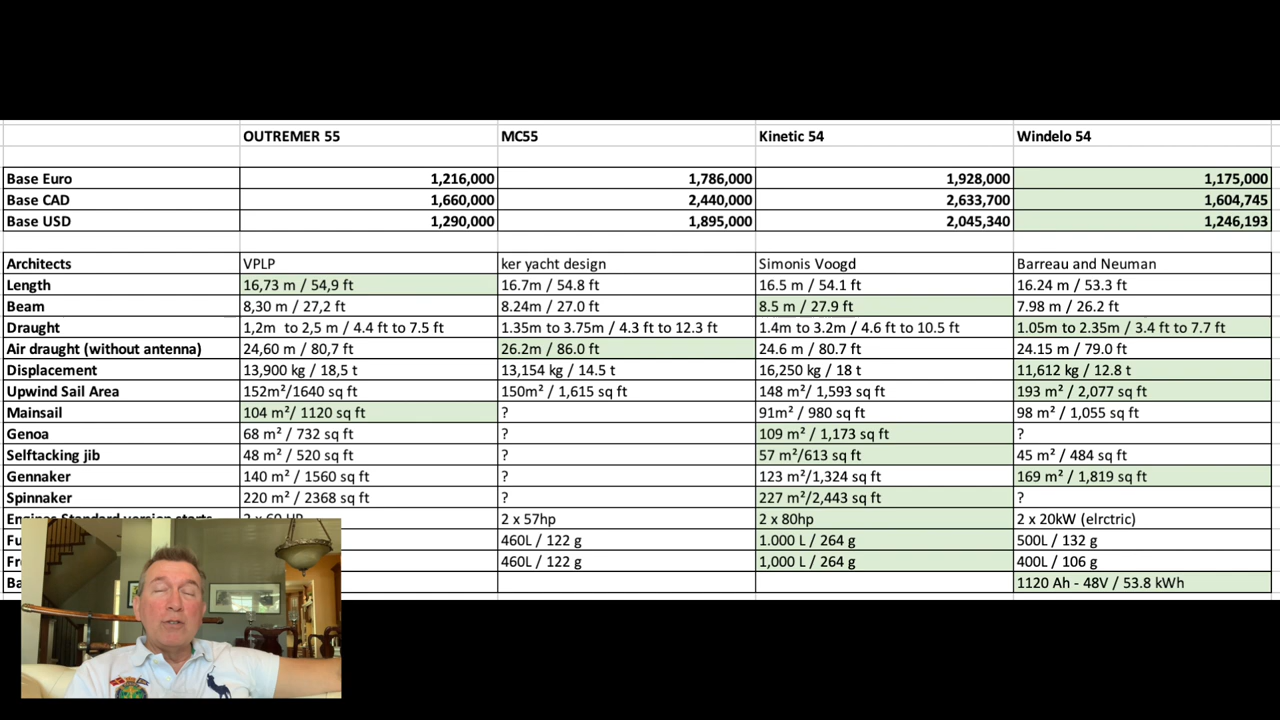 OUTREMER 55 MC55 Kinetic 54 Windelo 54
Base Euro 1,216,000 1,786,000 1,928,000 1,175,000
Base CAD 1,660,000 2,440,000 2,633,700 1,604,745
Base USD 1,290,000 1,895,000 2,045,340 1,246,193
Architects VPLP ker yacht design Simonis Voogd Barreau and Neuman
Length 16,73 m / 54,9 ft 16.7m / 54.8 ft 16.5 m / 54.1 ft 16.24 m / 53.3 ft
Beam 8,30 m / 27,2 ft 8.24m / 27.0 ft 8.5 m / 27.9 ft 7.98 m / 26.2 ft
Draught 1,2m to 2,5 m / 4.4 ft to 7.5 ft 1.35m to 3.75m / 4.3 ft to 12.3 ft 1.4m to 3.2m / 4.6 ft to 10.5 ft 1.05m to 2.35m / 3.4 ft to 7.7 ft
Air draught (without antenna) 24,60 m / 80,7 ft 26.2m / 86.0 ft 24.6 m / 80.7 ft 24.15 m / 79.0 ft
Displacement 13,900 kg / 18,5 t 13,154 kg / 14.5 t 16,250 kg / 18 t 11,612 kg / 12.8 t
Upwind Sail Area 152m²/1640 sq ft 150m² / 1,615 sq ft 148 m² / 1,593 sq ft 193 m² / 2,077 sq ft
Mainsail 104 m²/ 1120 sq ft ? 91m² / 980 sq ft 98 m² / 1,055 sq ft
Genoa 68 m² / 732 sq ft ? 109 m² / 1,173 sq ft ?
Selftacking jib 48 m² / 520 sq ft ? 57 m²/613 sq ft 45 m² / 484 sq ft
Gennaker 140 m² / 1560 sq ft ? 123 m²/1,324 sq ft 169 m² / 1,819 sq ft
Spinnaker 220 m² / 2368 sq ft ? 227 m²/2,443 sq ft ?
Engines Standard version starts 2 x 60 HP 2 x 57hp 2 x 80hp 2 x 20kW (elrctric)
460L / 122 g 1.000 L / 264 g 500L / 132 g
460L / 122 g 1,000 L / 264 g 400L / 106 g
1120 Ah - 48V / 53.8 kWh